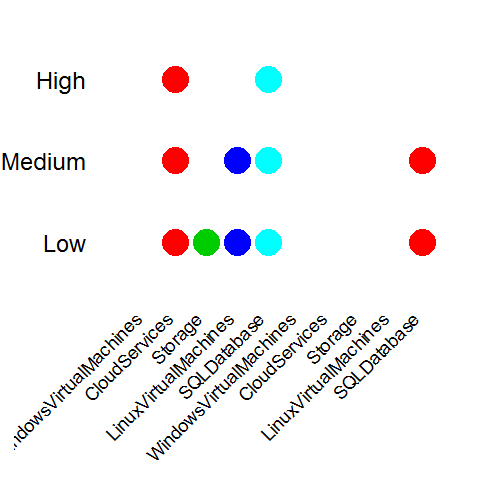 High
Medium
Low
ndowsVirtualMachines
CloudServices
Storage
LinuxVirtualMachines
SQLDatabase
WindowsVirtualMachines
CloudServices
Storage
LinuxVirtualMachines
SQLDatabase